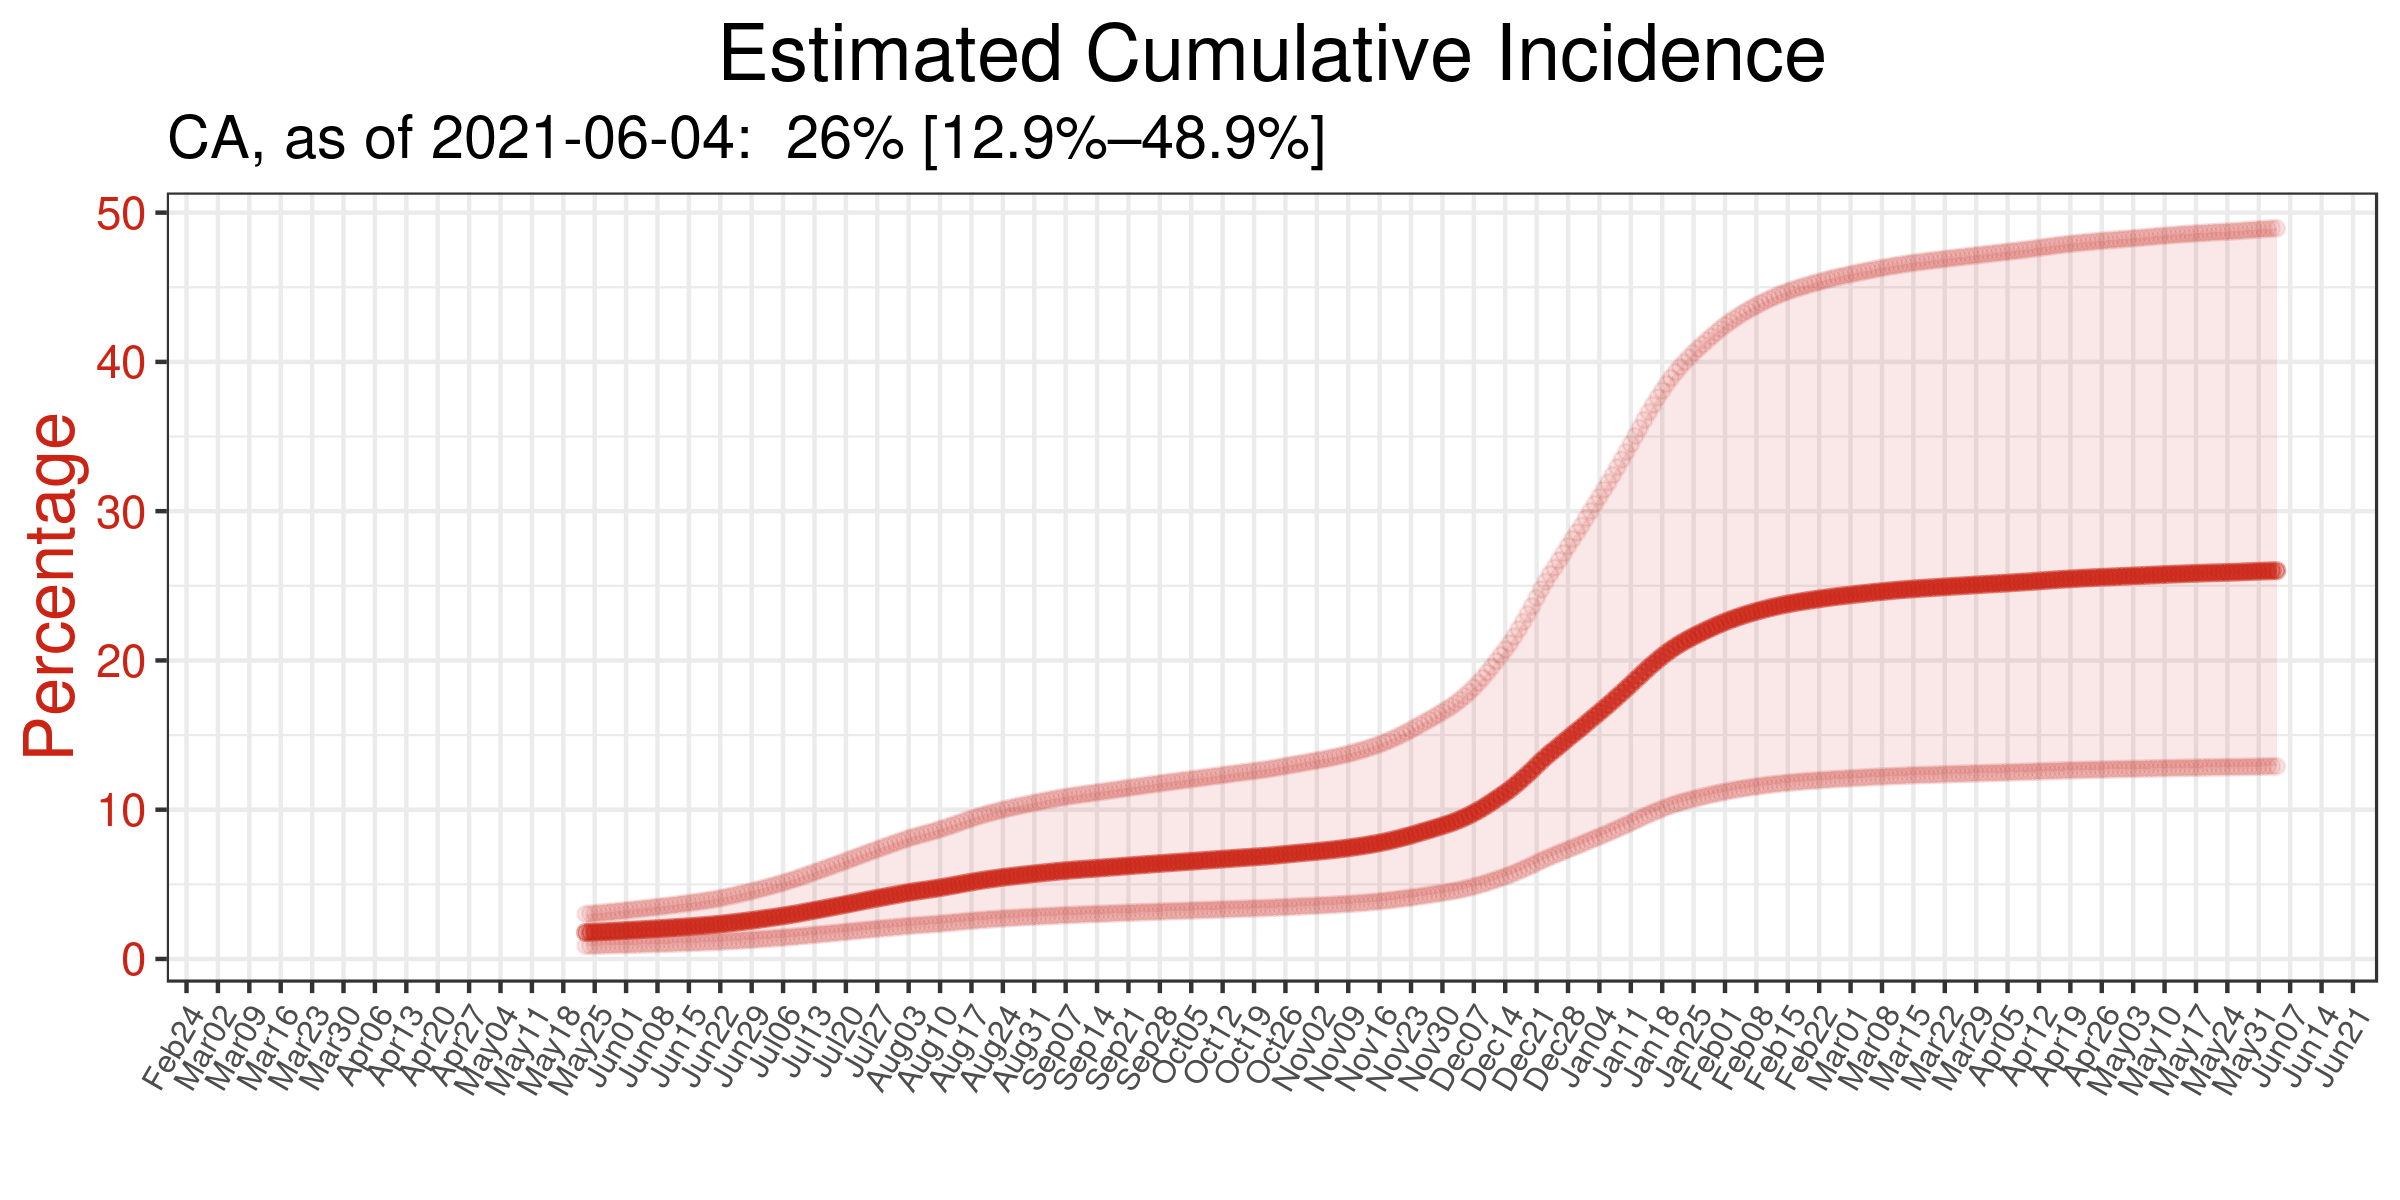 Estimated Cumulative Incidence
CA, as of 2021-06-04:  26% [12.9%–48.9%]
Percentage
50
40
30
20
10
0
Feb24
Mar02
Mar09
Mar16
Mar23
Mar30
Apr06
Apr13
Apr20
Apr27
May04
May11
May18
May25
Jun01
Jun08
Jun15
Jun22
Jun29
Jul06
Jul13
Jul20
Jul27
Aug03
Aug10
Aug17
Aug24
Aug31
Sep07
Sep14
Sep21
Sep28
Oct05
Oct12
Oct19
Oct26
Nov02
Nov09
Nov16
Nov23
Nov30
Dec07
Dec14
Dec21
Dec28
Jan04
Jan11
Jan18
Jan25
Feb01
Feb08
Feb15
Feb22
Mar01
Mar08
Mar15
Mar22
Mar29
Apr05
Apr12
Apr19
Apr26
May03
May10
May17
May24
May31
Jun07
Jun14
Jun21